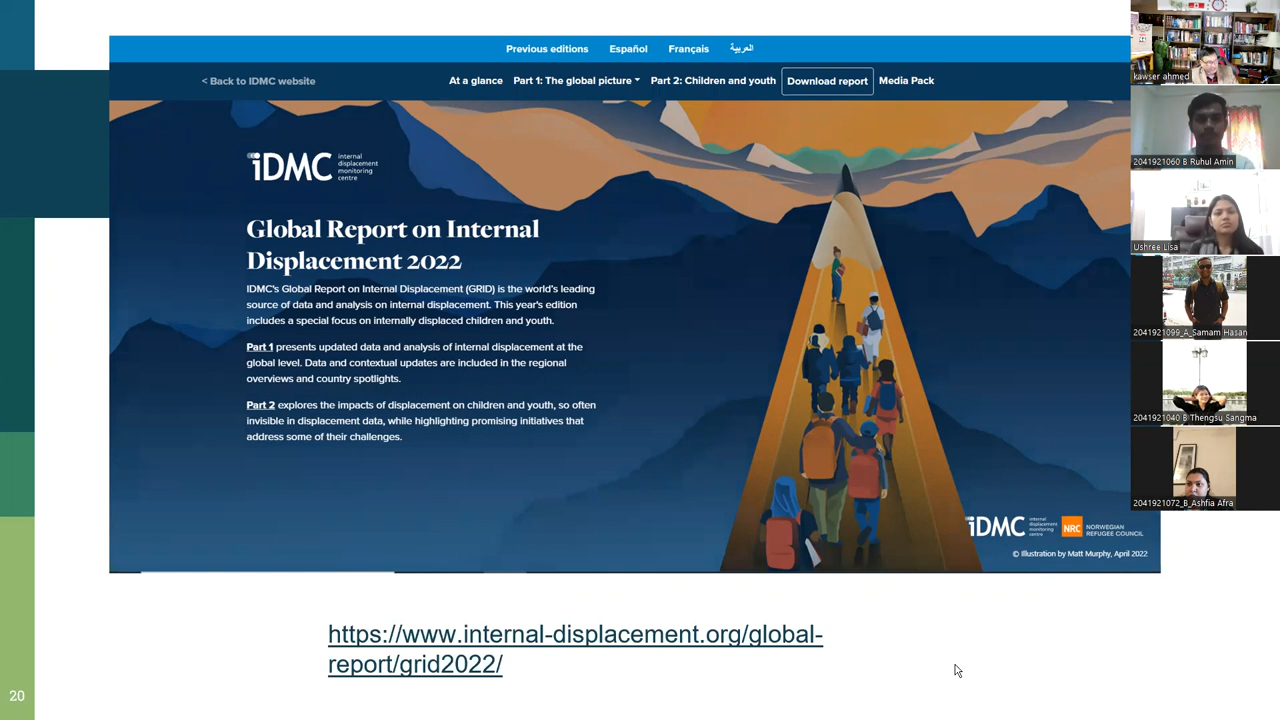 Previous editions Español Français العربية
< Back to IDMC website At a glance Part 1: The global picture Part 2: Children and youth Download report Media Pack
iDMC internal displacement monitoring centre
Global Report on Internal
Displacement 2022
IDMC's Global Report on Internal Displacement (GRID) is the world's leading
source of data and analysis on internal displacement. This year's edition
includes a special focus on internally displaced children and youth.
Part 1 presents updated data and analysis of internal displacement at the
global level. Data and contextual updates are included in the regional
overviews and country spotlights.
Part 2 explores the impacts of displacement on children and youth, so often
invisible in displacement data, while highlighting promising initiatives that
address some of their challenges.
iDMC internal displacement monitoring centre NRC NORWEGIAN REFUGEE COUNCIL
© Illustration by Matt Murphy, April 2022
https://www.internal-displacement.org/global-
report/grid2022/
20
kawser ahmed
2041921060 B Ruhul Amin
Ushree Lisa
2041921099_A_Samam Hasan
2041921040 B Thengsu Sangma
2041921072_B_Ashfia Afra